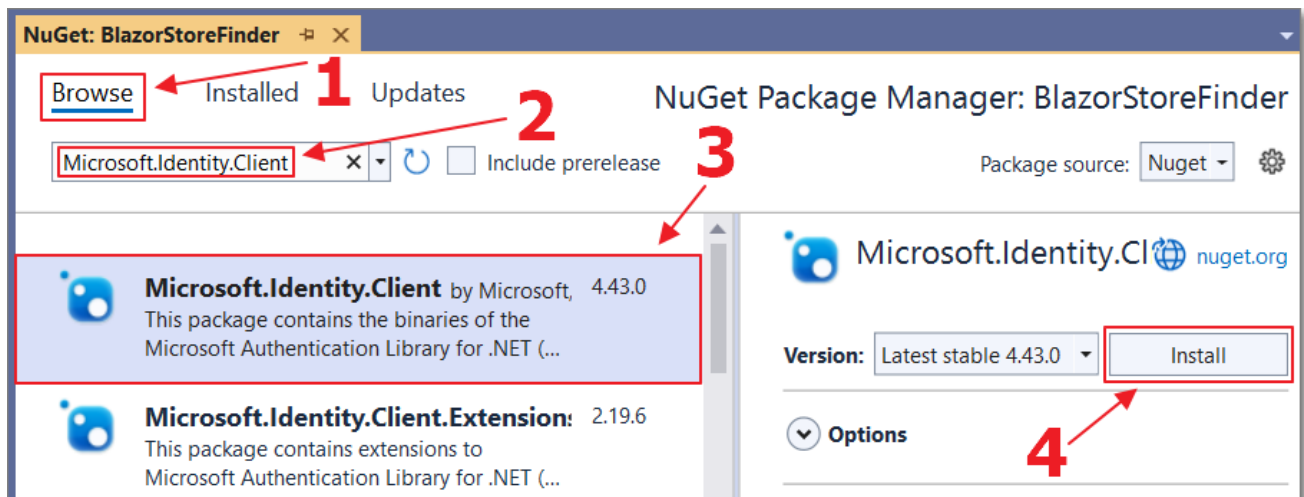 NuGet: BlazorStoreFinder
1
Browse Installed Updates
2
NuGet Package Manager: BlazorStoreFinder
3
Microsoft.Identity.Client
Include prerelease
Package source: Nuget
Microsoft.Identity.Client by Microsoft, 4.43.0
This package contains the binaries of the
Microsoft Authentication Library for .NET (...
Microsoft.Identity.Client.Extension: 2.19.6
This package contains extensions to
Microsoft Authentication Library for .NET (...
Microsoft.Identity.Cl nuget.org
Version: Latest stable 4.43.0 Install
Options
4